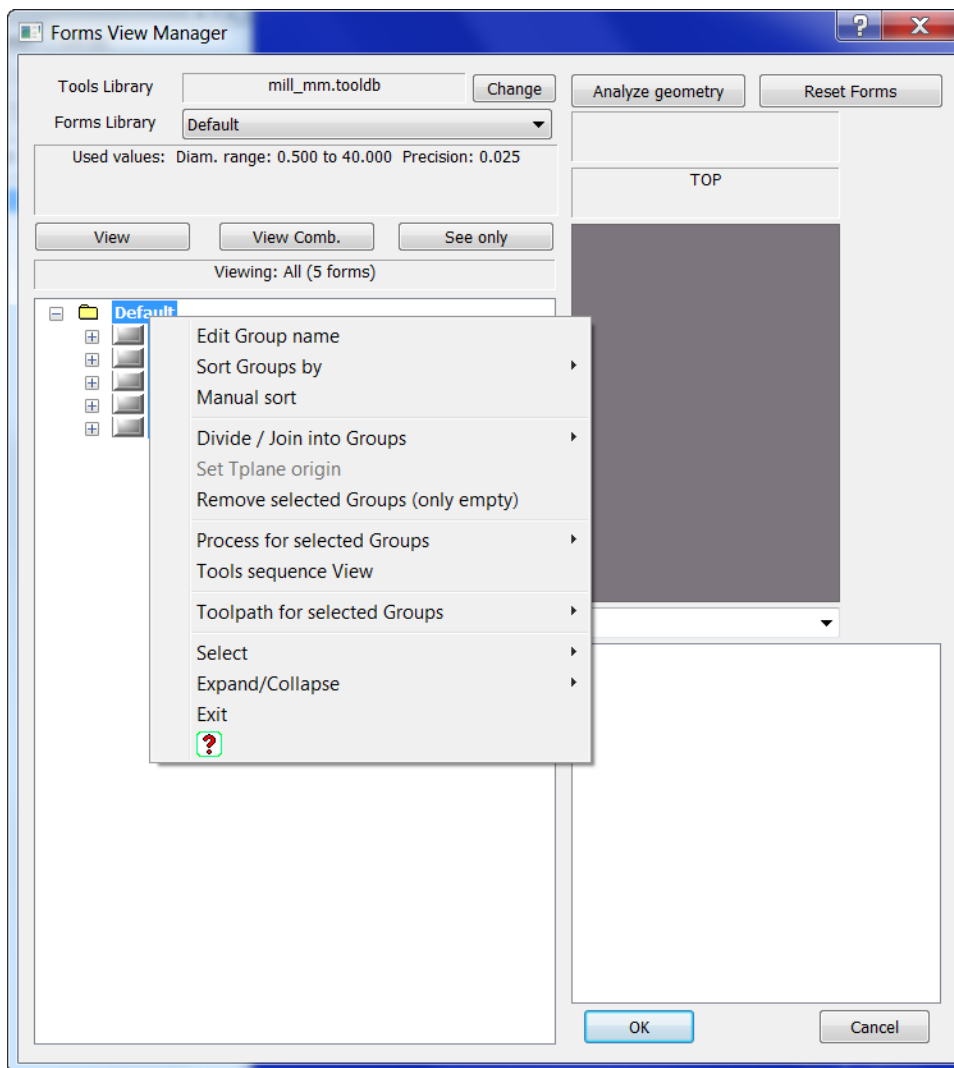 Forms View Manager
?
X
Tools Library
mill_mm.tooldb
Change
Analyze geometry
Reset Forms
Forms Library
Default
Used values: Diam. range: 0.500 to 40.000 Precision: 0.025
TOP
View
View Comb.
See only
Viewing: All (5 forms)
Default
Edit Group name
Sort Groups by
Manual sort
Divide / Join into Groups
Set Tplane origin
Remove selected Groups (only empty)
Process for selected Groups
Tools sequence View
Toolpath for selected Groups
Select
Expand/Collapse
Exit
?
OK
Cancel